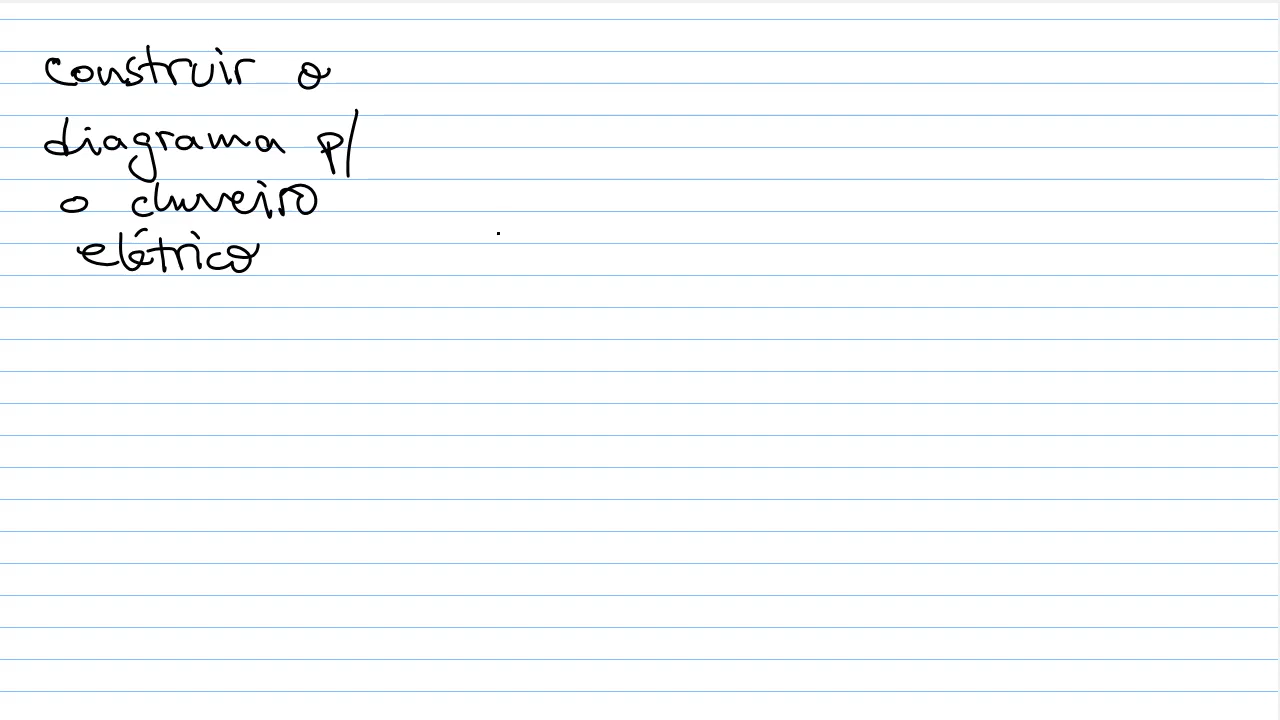 construir o
diagrama p/
o chuveiro
elétrico